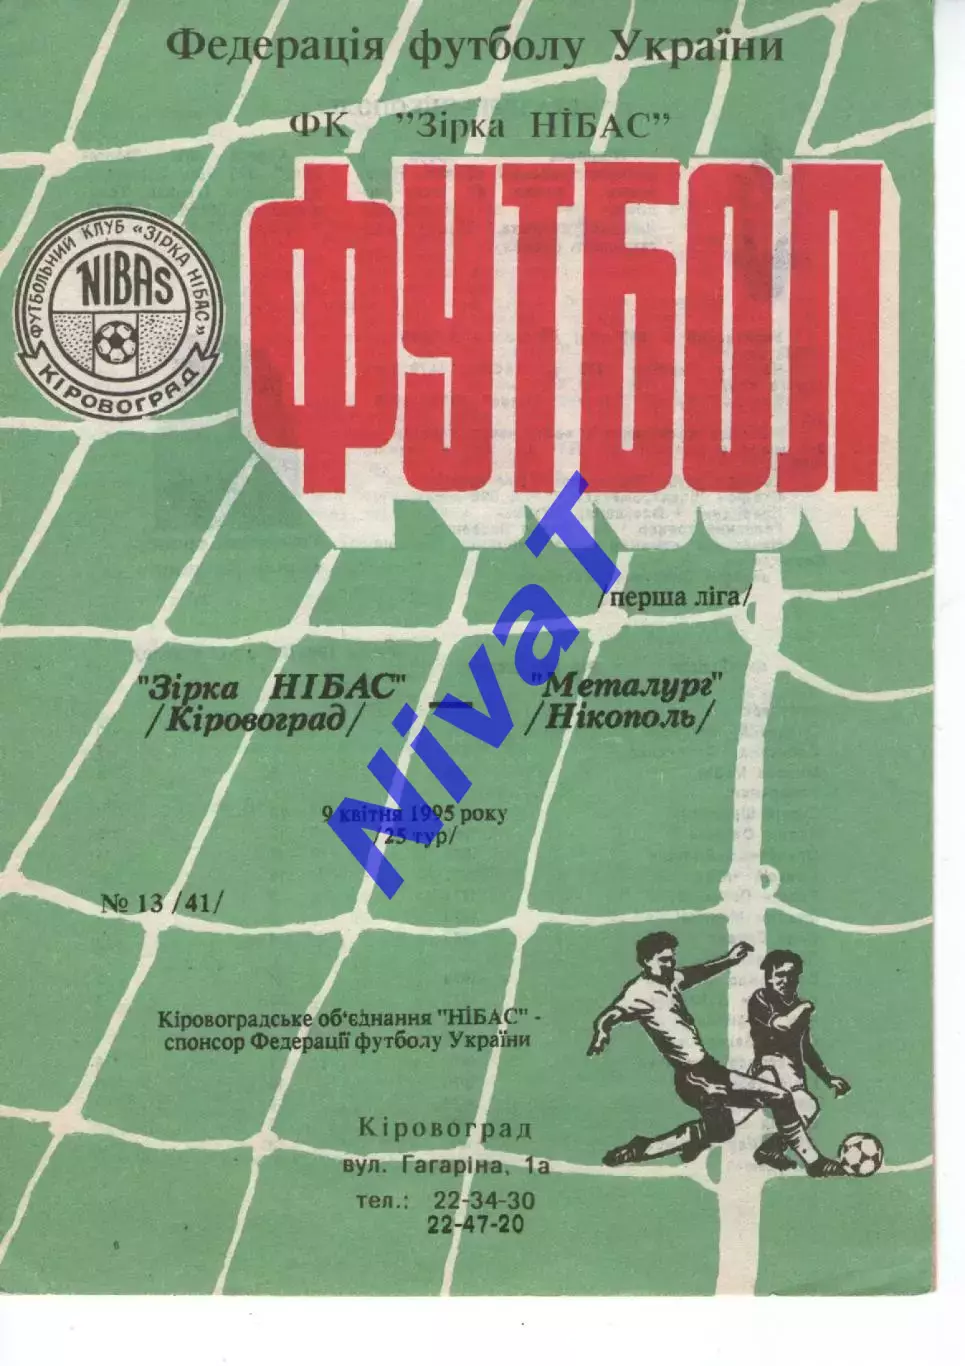 Федерація футболу України
ФК "Зірка НІБАС"
ФУТБОЛ
ФУТБОЛЬНИЙ КЛУБ «ЗІРКА НІБАС»
NIBAS
КІРОВОГРАД
/перша ліга/
"Зірка НІБАС" — "Металург"
/Кіровоград/ /Нікополь/
9 квітня 1995 року
/25 тур/
№ 13 /41/
Кіровоградське об'єднання "НІБАС" -
спонсор Федерації футболу України
Кіровоград
вул. Гагаріна, 1а
тел.: 22-34-30
22-47-20
NivaT